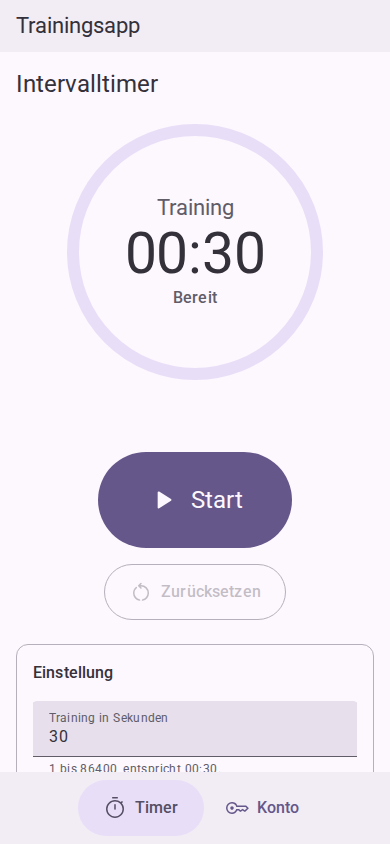 Trainingsapp
Intervalltimer
Training
00:30
Bereit
Start
Zurücksetzen
Einstellung
Training in Sekunden
30
1 bis 86400, entspricht 00:30
Timer
Konto